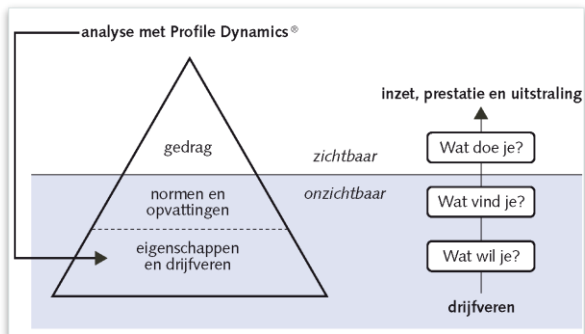 analyse met Profile Dynamics®
gedrag
zichtbaar
onzichtbaar
normen en
opvattingen
eigenschappen
en drijfveren
inzet, prestatie en uitstraling
Wat doe je?
Wat vind je?
Wat wil je?
drijfveren